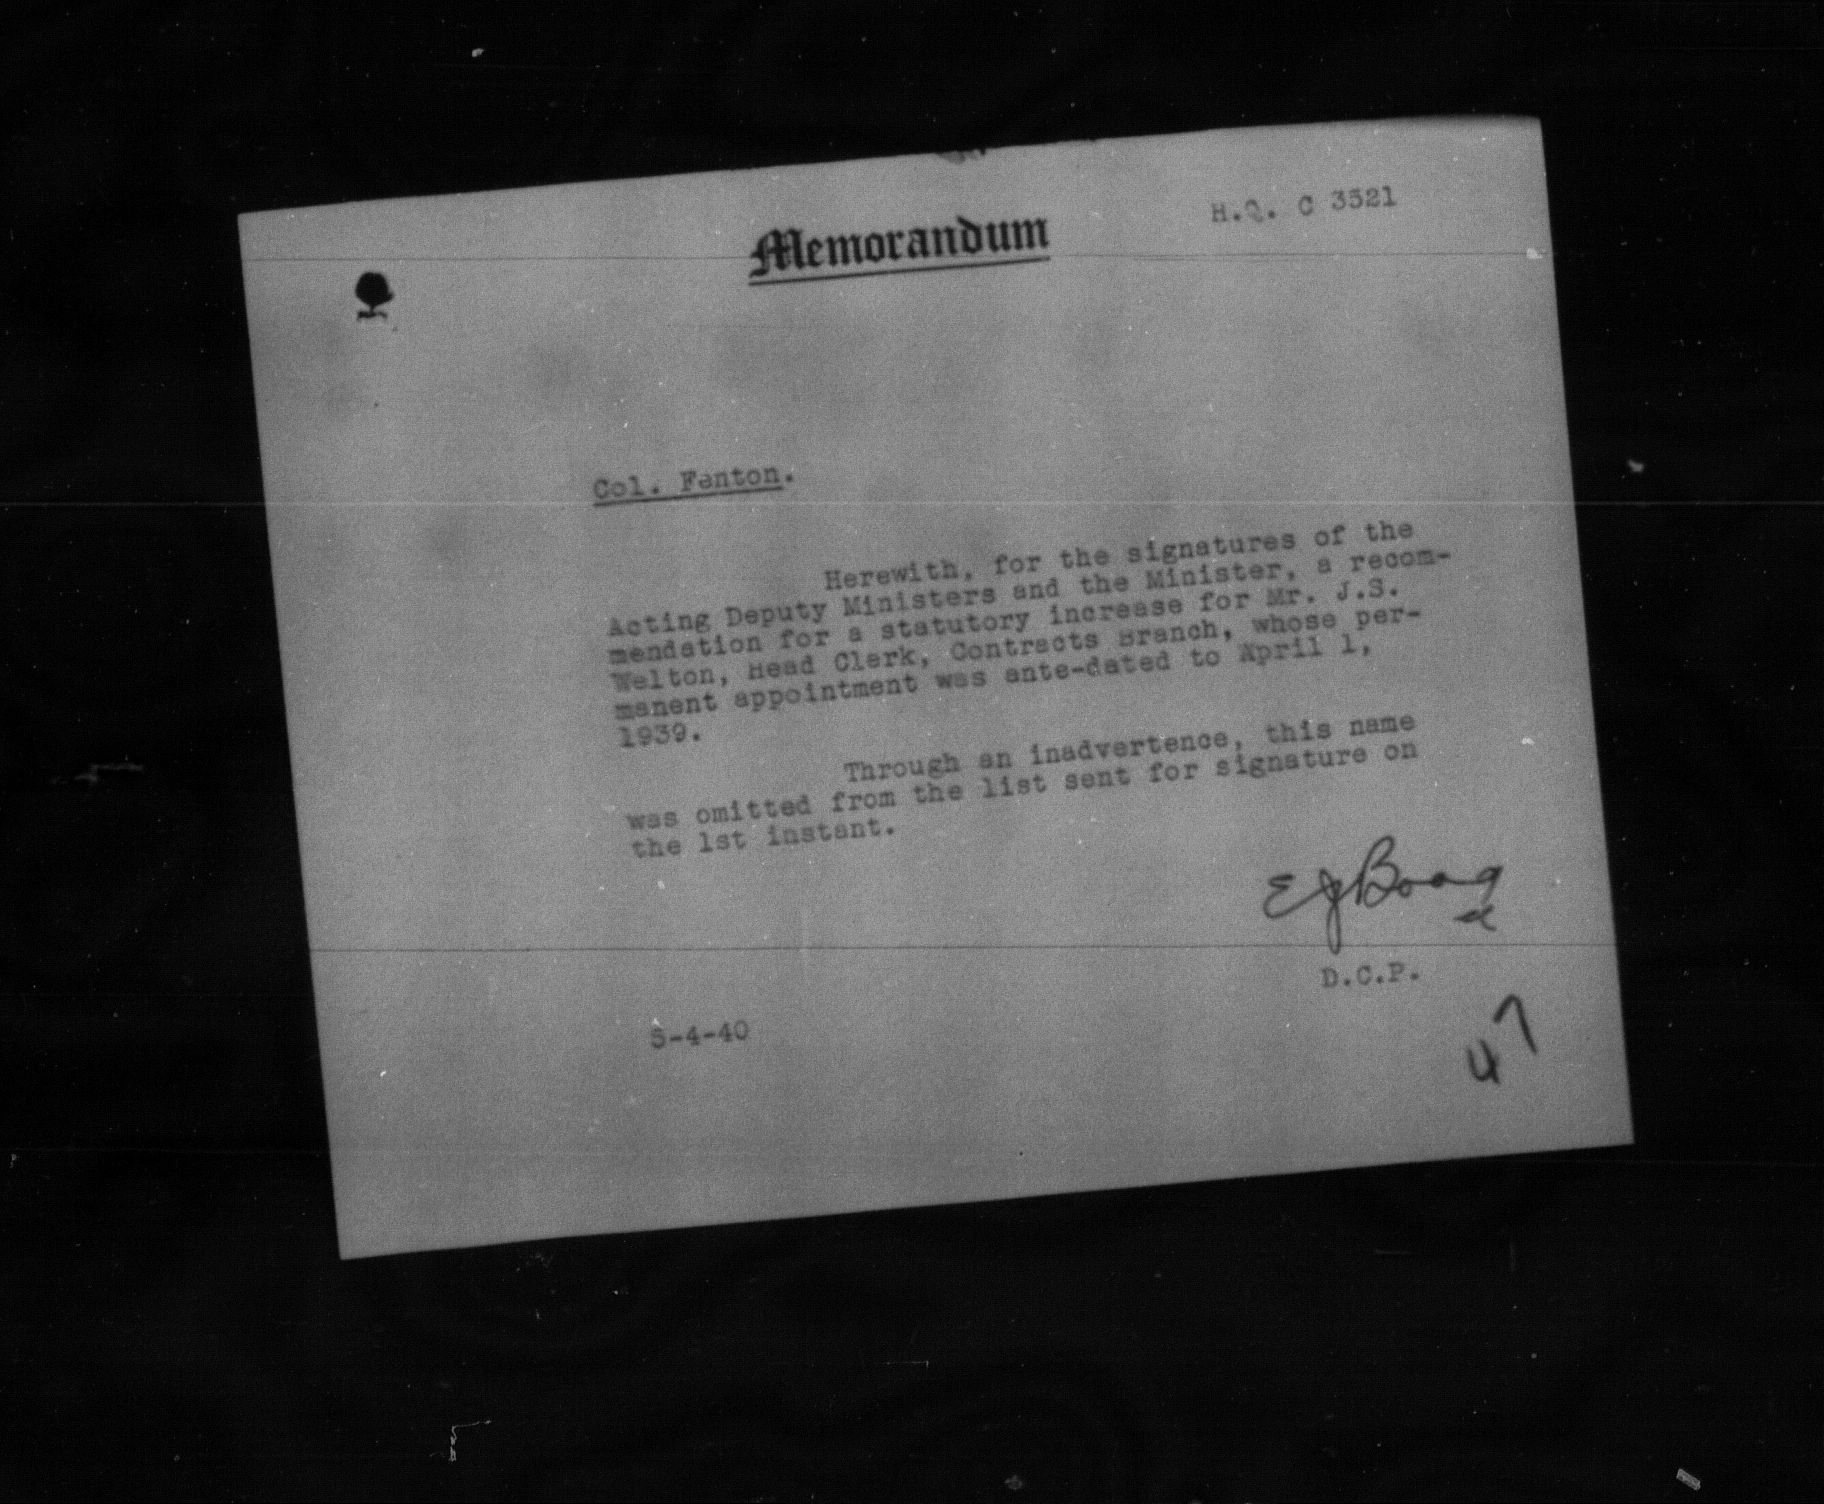 H.Q. C 3521
Memorandum
Col. Fenton.
Herewith, for the signatures of the
Acting Deputy Ministers and the Minister, a recom-
mendation for a statutory increase for Mr. J.S.
Welton, Head Clerk, Contracts Branch, whose per-
manent appointment was ante-dated to April 1,
1939.
Through an inadvertence, this name
was omitted from the list sent for signature on
the 1st instant.
EJ Boag
D.C.P.
5-4-40
47